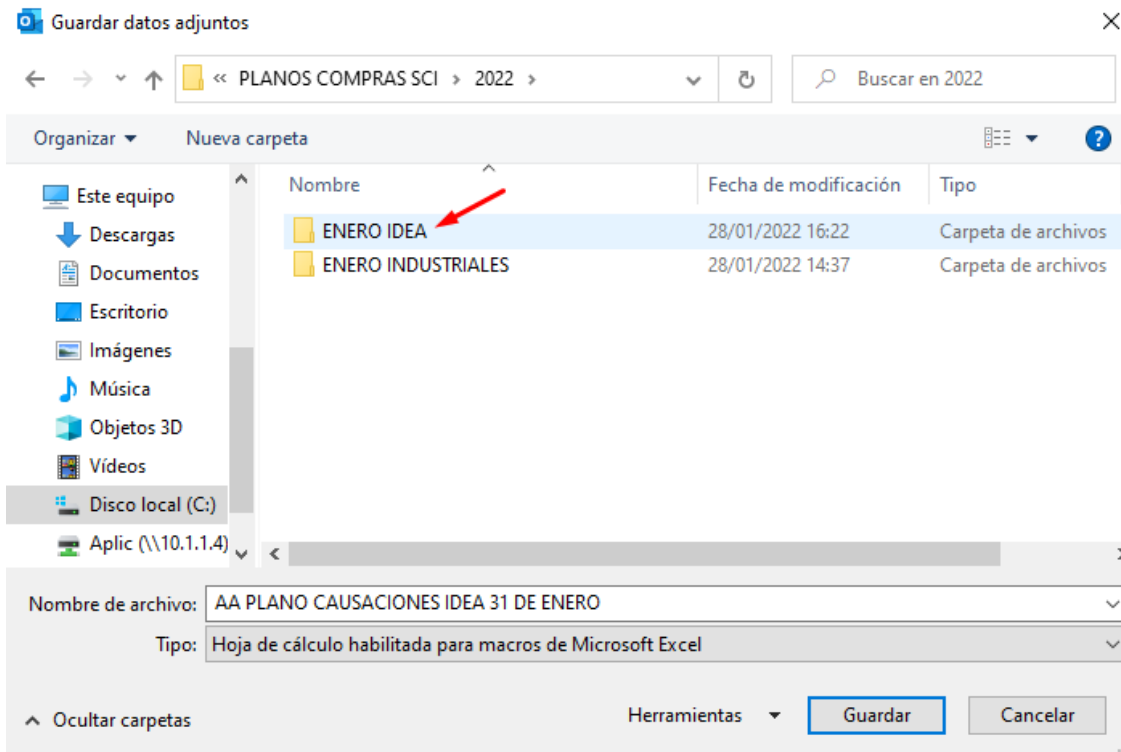 Guardar datos adjuntos
« PLANOS COMPRAS SCI › 2022 ›
Buscar en 2022
Organizar
Nueva carpeta
Nombre
Fecha de modificación
Tipo
ENERO IDEA
28/01/2022 16:22
Carpeta de archivos
ENERO INDUSTRIALES
28/01/2022 14:37
Carpeta de archivos
Este equipo
Descargas
Documentos
Escritorio
Imágenes
Música
Objetos 3D
Vídeos
Disco local (C:)
Aplic (\\10.1.1.4)
Nombre de archivo: AA PLANO CAUSACIONES IDEA 31 DE ENERO
Tipo: Hoja de cálculo habilitada para macros de Microsoft Excel
Ocultar carpetas
Herramientas
Guardar
Cancelar